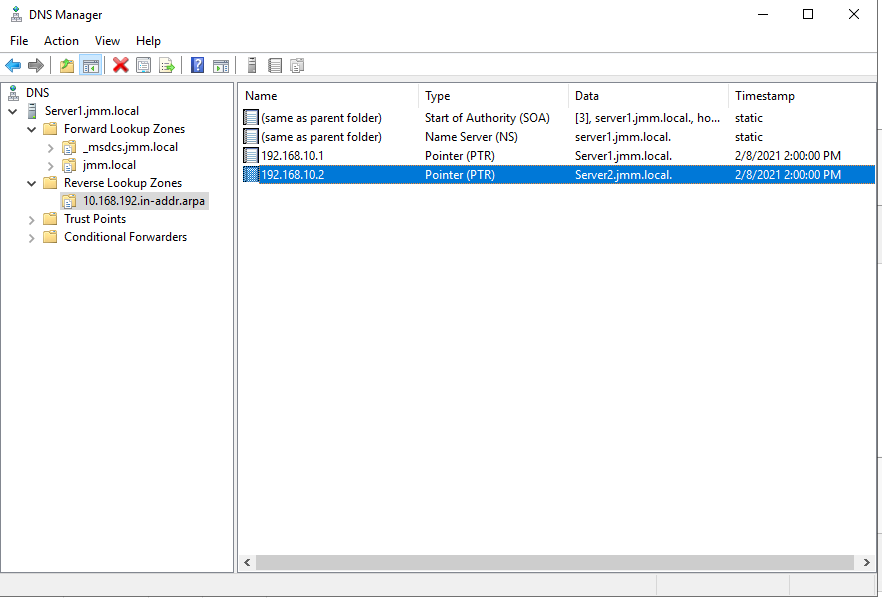 DNS Manager
File Action View Help
DNS
Server1.jmm.local
Forward Lookup Zones
_msdcs.jmm.local
jmm.local
Reverse Lookup Zones
10.168.192.in-addr.arpa
Trust Points
Conditional Forwarders
Name Type Data Timestamp
(same as parent folder) Start of Authority (SOA) [3], server1.jmm.local., ho... static
(same as parent folder) Name Server (NS) server1.jmm.local. static
192.168.10.1 Pointer (PTR) Server1.jmm.local. 2/8/2021 2:00:00 PM
192.168.10.2 Pointer (PTR) Server2.jmm.local. 2/8/2021 2:00:00 PM